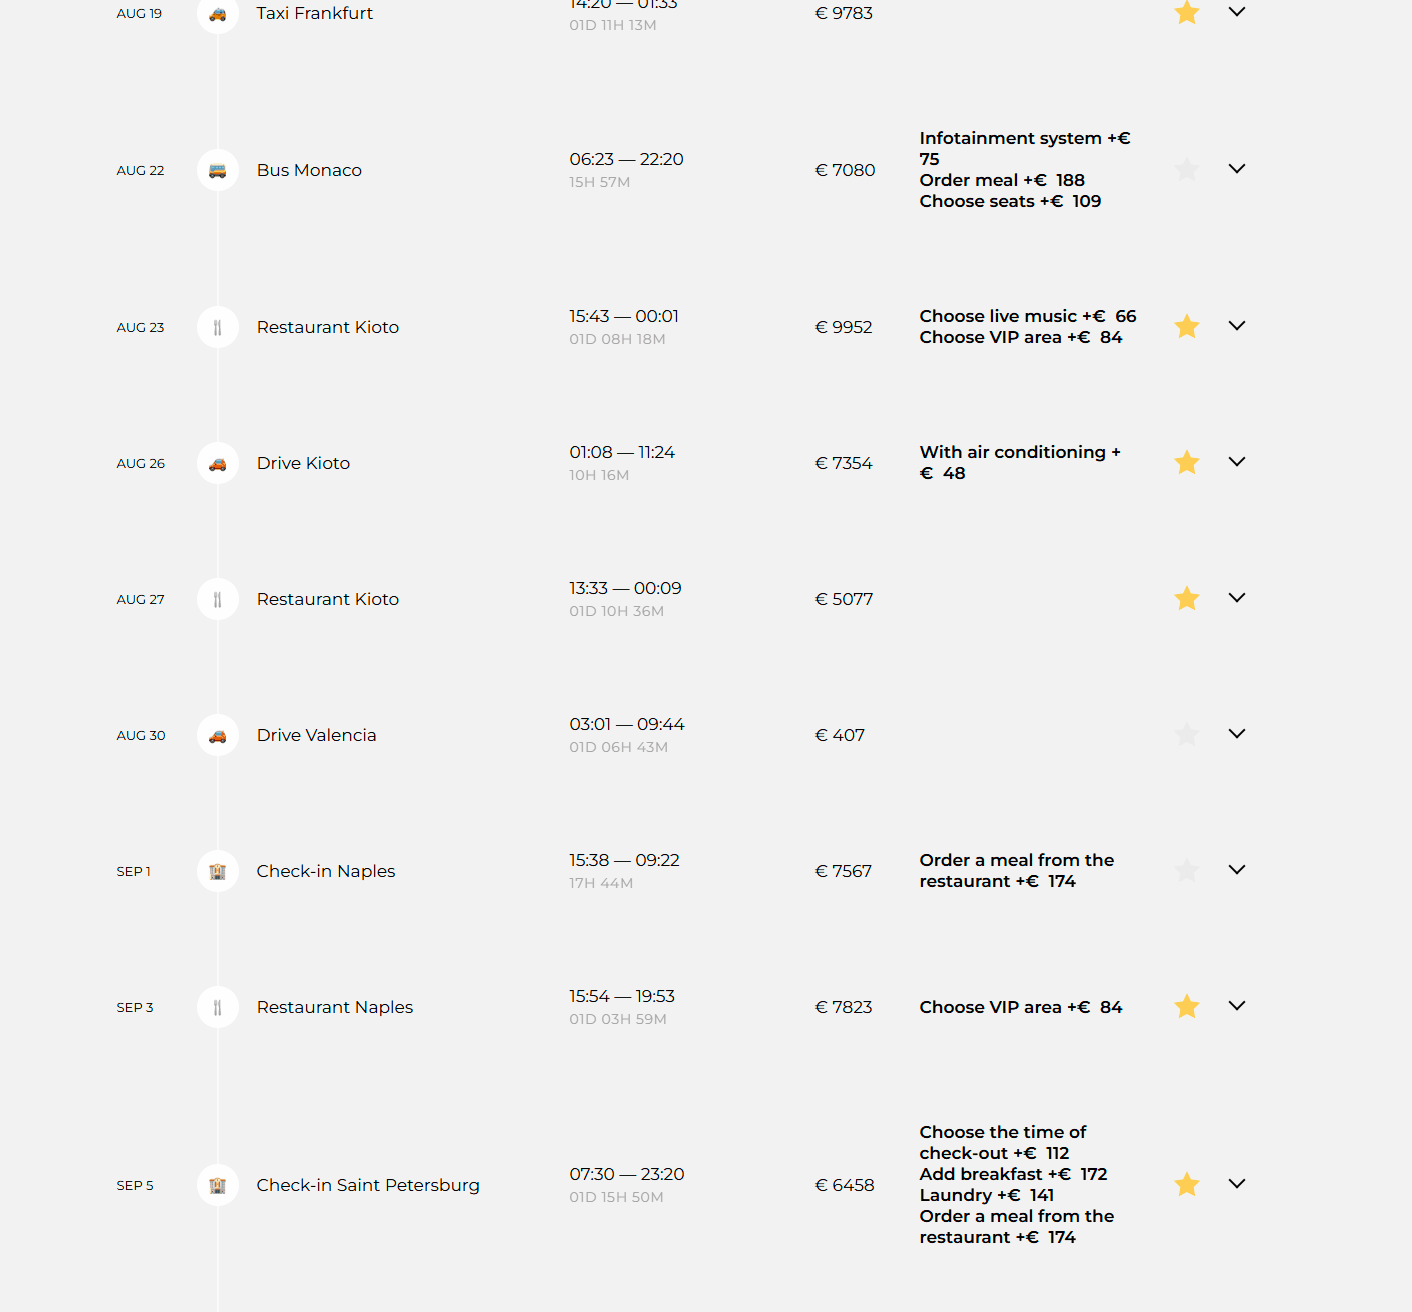 AUG 19
Taxi Frankfurt
14:20 — 01:33
01D 11H 13M
€ 9783
AUG 22
Bus Monaco
06:23 — 22:20
15H 57M
€ 7080
Infotainment system +€
75
Order meal +€ 188
Choose seats +€ 109
AUG 23
Restaurant Kioto
15:43 — 00:01
01D 08H 18M
€ 9952
Choose live music +€ 66
Choose VIP area +€ 84
AUG 26
Drive Kioto
01:08 — 11:24
10H 16M
€ 7354
With air conditioning +
€ 48
AUG 27
Restaurant Kioto
13:33 — 00:09
01D 10H 36M
€ 5077
AUG 30
Drive Valencia
03:01 — 09:44
01D 06H 43M
€ 407
SEP 1
Check-in Naples
15:38 — 09:22
17H 44M
€ 7567
Order a meal from the
restaurant +€ 174
SEP 3
Restaurant Naples
15:54 — 19:53
01D 03H 59M
€ 7823
Choose VIP area +€ 84
SEP 5
Check-in Saint Petersburg
07:30 — 23:20
01D 15H 50M
€ 6458
Choose the time of
check-out +€ 112
Add breakfast +€ 172
Laundry +€ 141
Order a meal from the
restaurant +€ 174